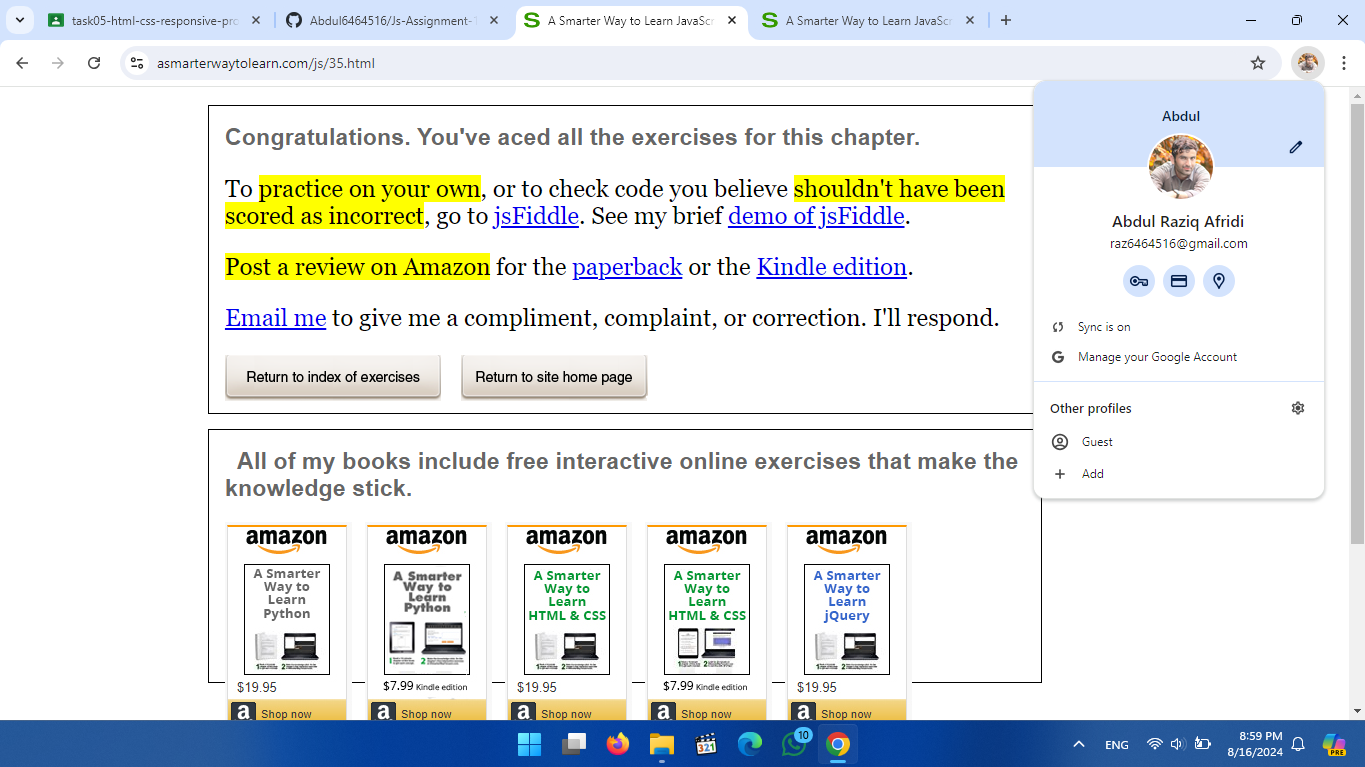 task05-html-css-responsive-pro
Abdul6464516/Js-Assignment-1
A Smarter Way to Learn JavaScr
A Smarter Way to Learn JavaScr
asmarterwaytolearn.com/js/35.html
Congratulations. You've aced all the exercises for this chapter.
To practice on your own, or to check code you believe shouldn't have been
scored as incorrect, go to jsFiddle. See my brief demo of jsFiddle.
Post a review on Amazon for the paperback or the Kindle edition.
Email me to give me a compliment, complaint, or correction. I'll respond.
Return to index of exercises
Return to site home page
Abdul
Abdul Raziq Afridi
raz6464516@gmail.com
Sync is on
Manage your Google Account
Other profiles
Guest
Add
All of my books include free interactive online exercises that make the
knowledge stick.
amazon
A Smarter
Way to
Learn
Python
$19.95
Shop now
amazon
A Smarter
Way to
Learn
Python
$7.99 Kindle edition
Shop now
amazon
A Smarter
Way to
Learn
HTML & CSS
$19.95
Shop now
amazon
A Smarter
Way to
Learn
HTML & CSS
$7.99 Kindle edition
Shop now
amazon
A Smarter
Way to
Learn
jQuery
$19.95
Shop now
321
10
ENG
8:59 PM
8/16/2024
PRE